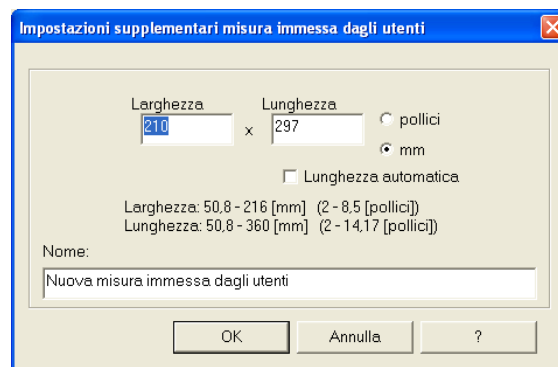 Impostazioni supplementari misura immessa dagli utenti
Larghezza Lunghezza
210 x 297
pollici
mm
Lunghezza automatica
Larghezza: 50,8 - 216 [mm] (2 - 8,5 [pollici])
Lunghezza: 50,8 - 360 [mm] (2 - 14,17 [pollici])
Nome:
Nuova misura immessa dagli utenti
OK Annulla ?